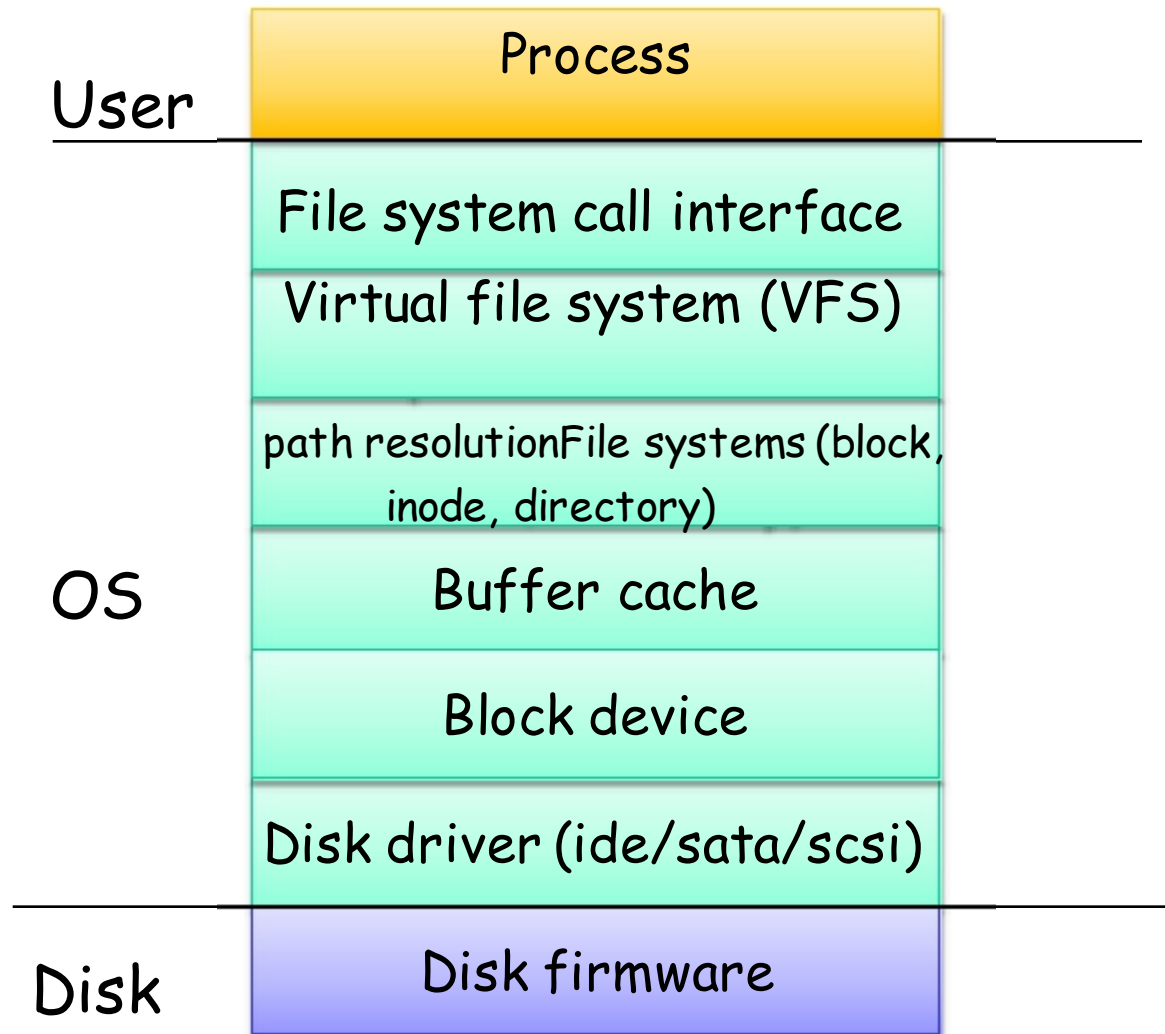 Process
User
File system call interface
Virtual file system (VFS)
path resolutionFile systems (block,
inode, directory)
OS
Buffer cache
Block device
Disk driver (ide/sata/scsi)
Disk firmware
Disk